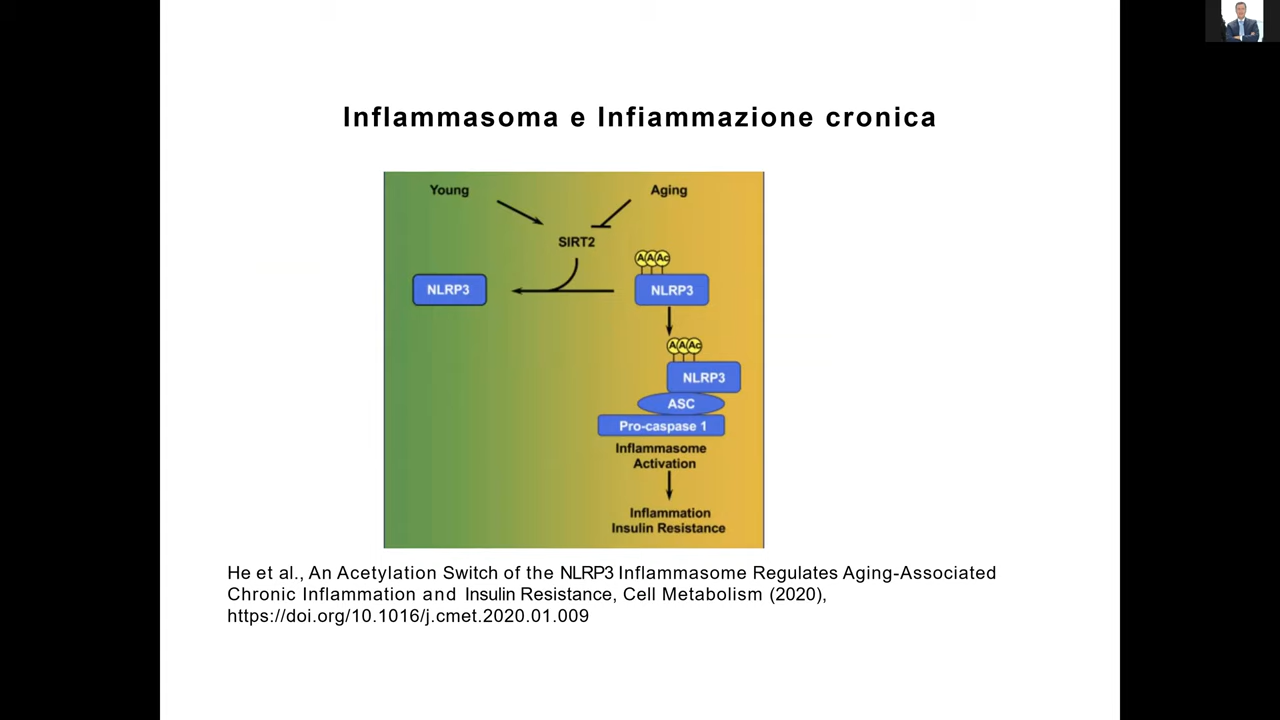 Inflammasoma e Infiammazione cronica
Young
Aging
SIRT2
A A Ac
NLRP3
NLRP3
A A Ac
NLRP3
ASC
Pro-caspase 1
Inflammasome
Activation
Inflammation
Insulin Resistance
He et al., An Acetylation Switch of the NLRP3 Inflammasome Regulates Aging-Associated
Chronic Inflammation and Insulin Resistance, Cell Metabolism (2020),
https://doi.org/10.1016/j.cmet.2020.01.009